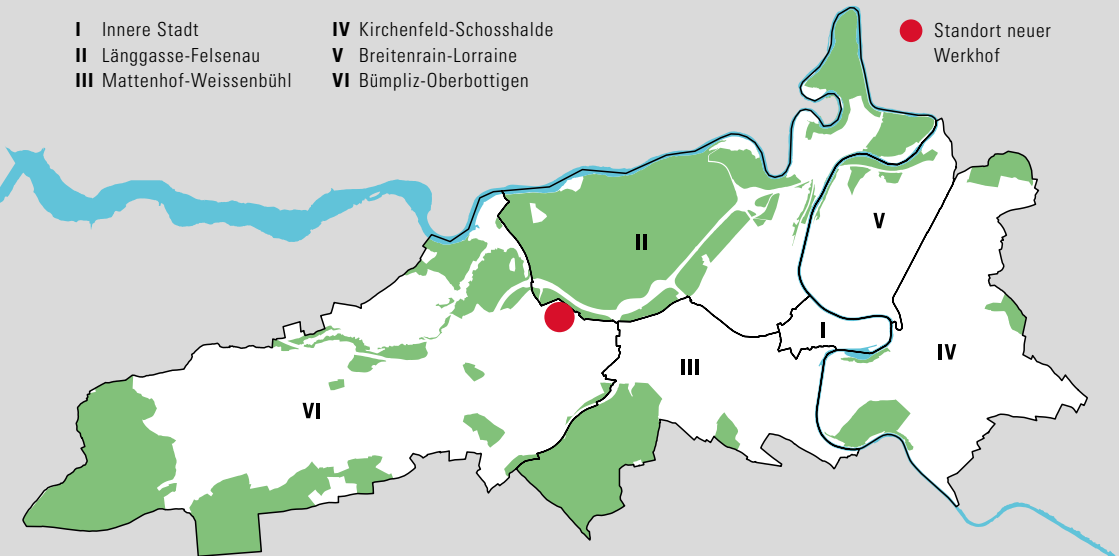 I Innere Stadt
II Länggasse-Felsenau
III Mattenhof-Weissenbühl
IV Kirchenfeld-Schosshalde
V Breitenrain-Lorraine
VI Bümpliz-Oberbottigen
Standort neuer
Werkhof
II
V
I
IV
III
VI